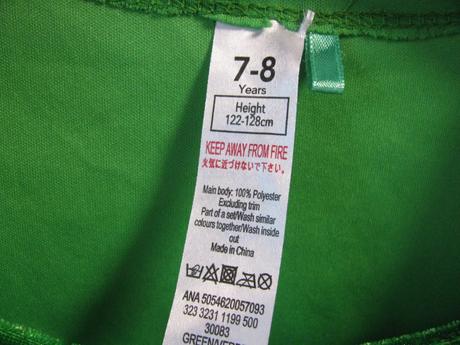 7-8
Years
Height
122-128cm
KEEP AWAY FROM FIRE
火気に近づけないで下さい。
Main body: 100% Polyester
Excluding trim
Part of a set/Wash similar
colours together/Wash inside
out
Made in China
ANA 5054620057093
323 3231 1199 500
30083
GREEN/VER